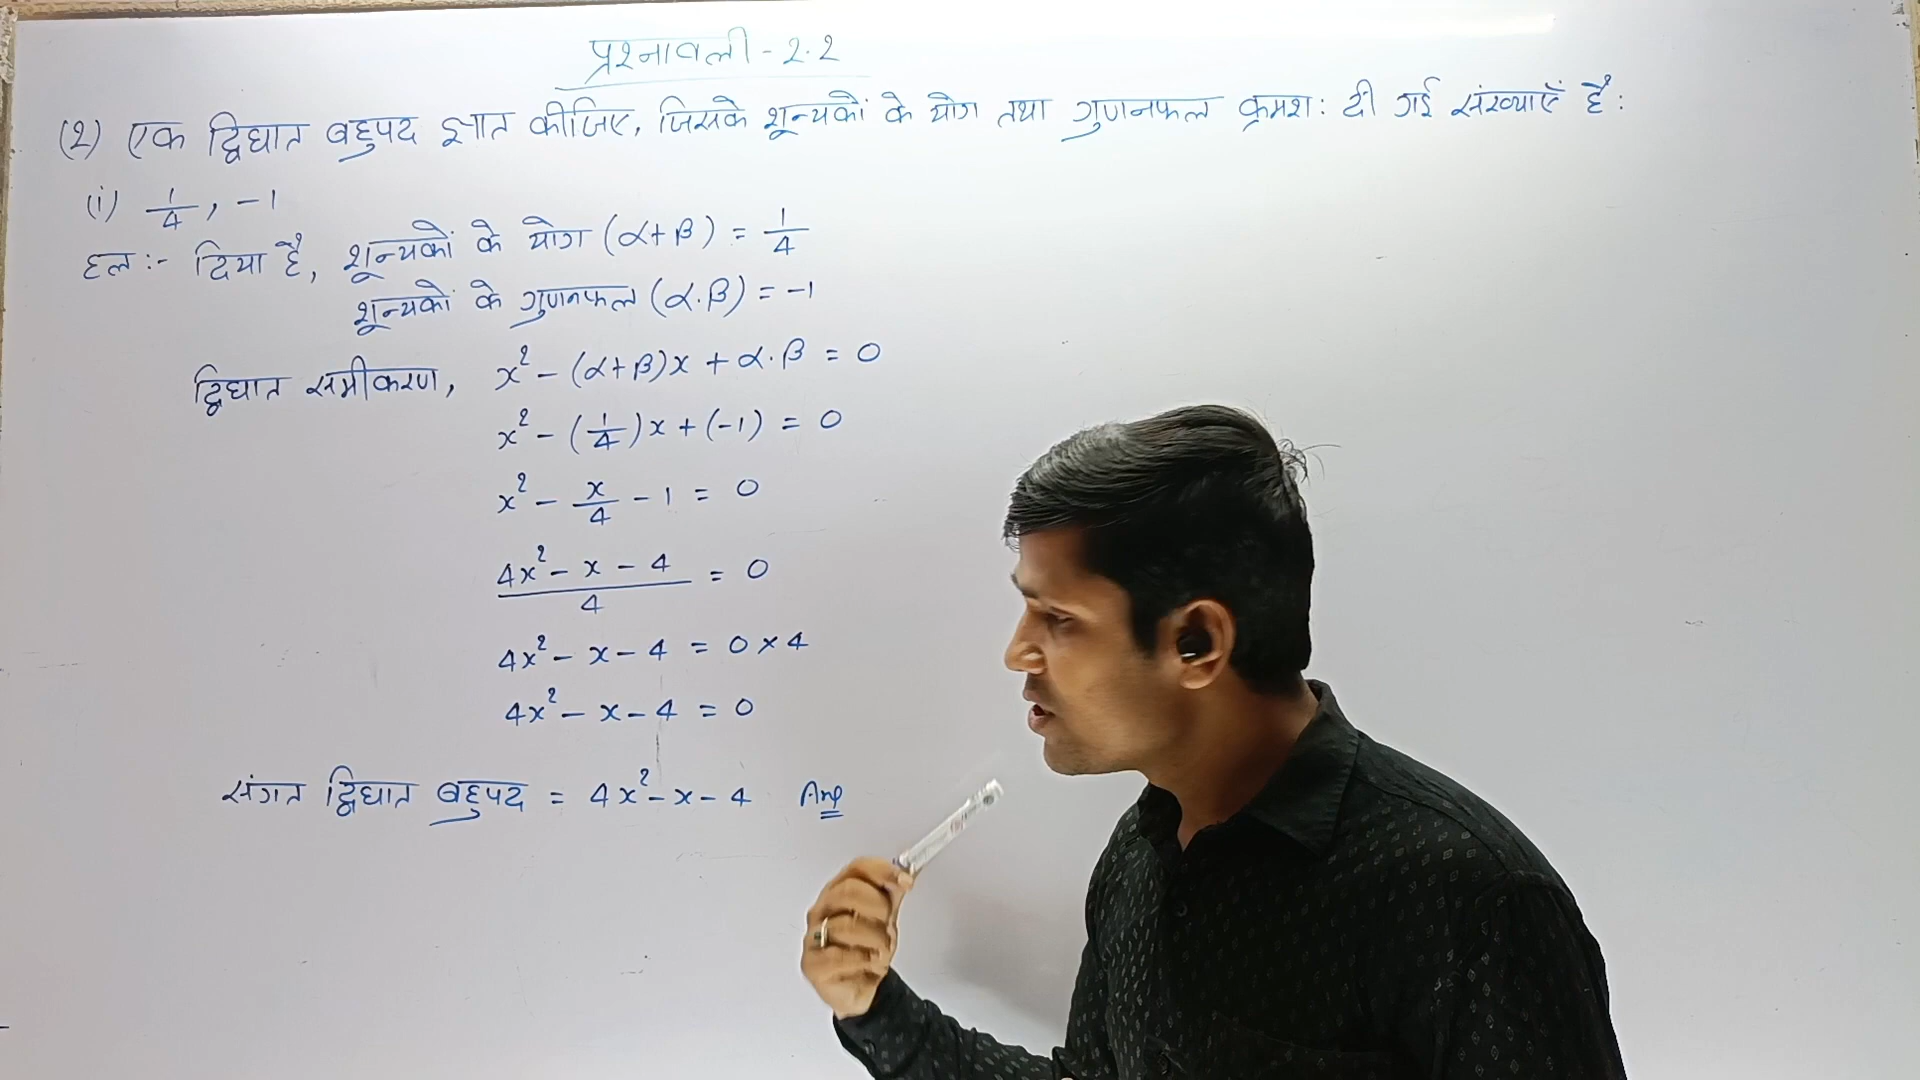 प्रश्नावली - 2.2
(2) एक द्विघात बहुपद ज्ञात कीजिए, जिसके शून्यकों के योग तथा गुणनफल क्रमश: दी गई संख्याएँ हैं :
(i) 1/4, -1
हल :- दिया है, शून्यकों के योग (α+β) = 1/4
शून्यकों के गुणनफल (α.β) = -1
द्विघात समीकरण, x² - (α+β)x + α.β = 0
x² - (1/4)x + (-1) = 0
x² - x/4 - 1 = 0
(4x² - x - 4)/4 = 0
4x² - x - 4 = 0 × 4
4x² - x - 4 = 0
संगत द्विघात बहुपद = 4x² - x - 4 Ans